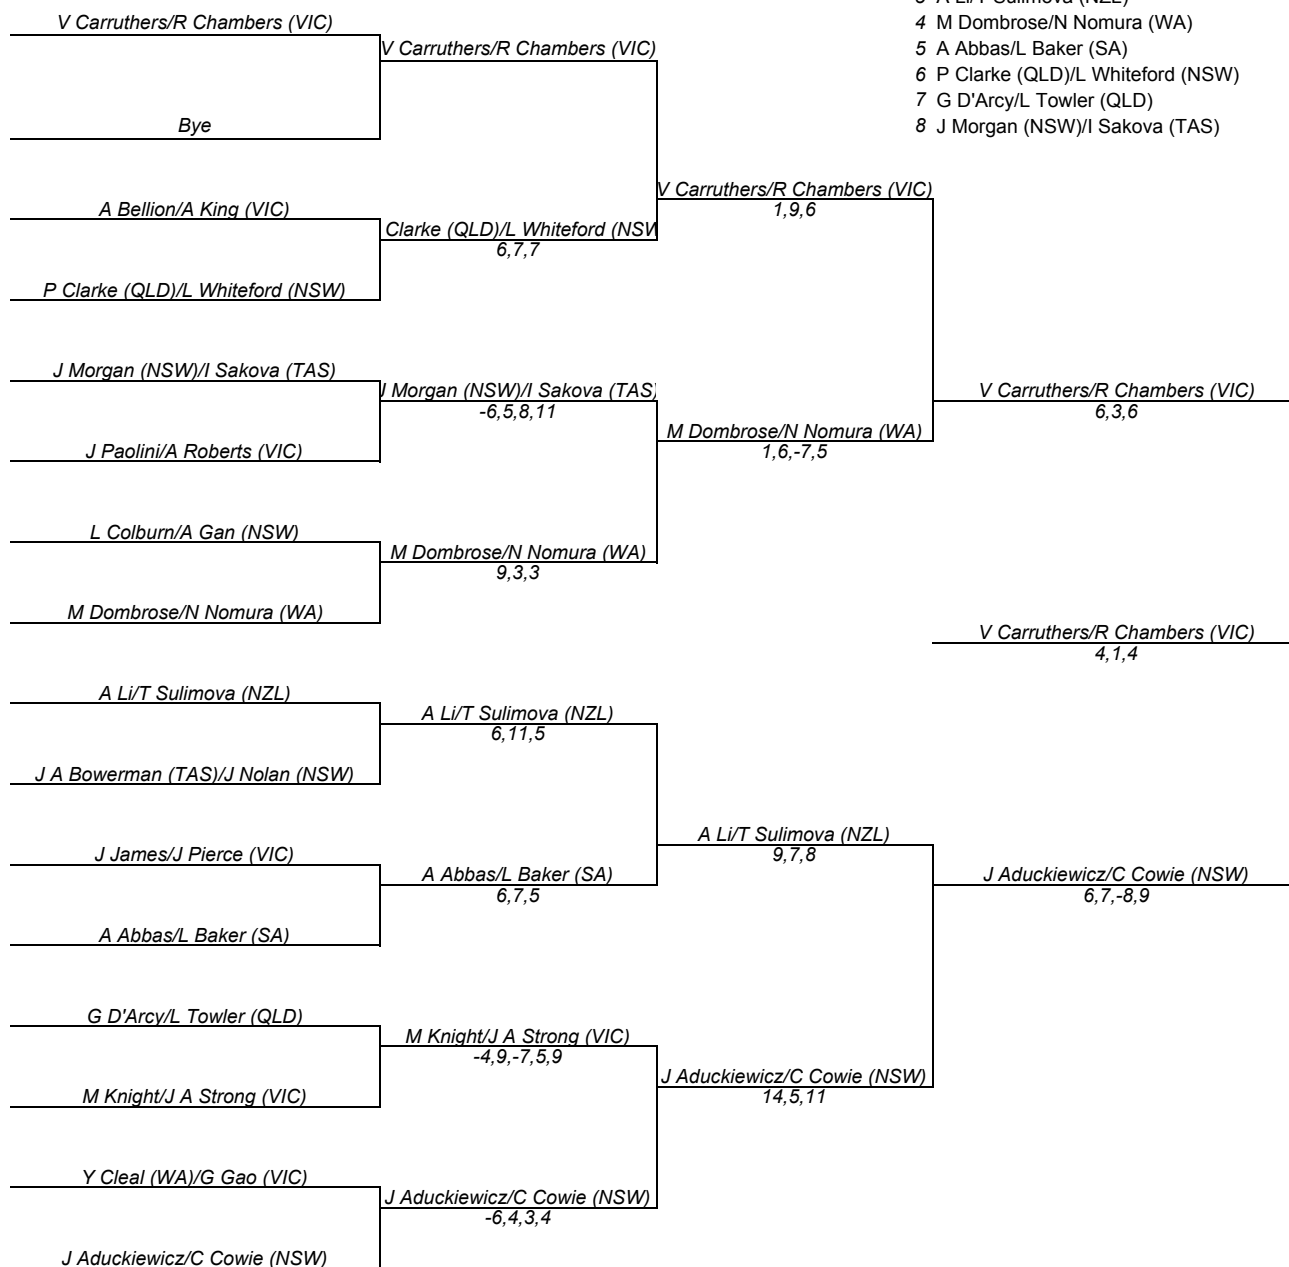 3 A Li/T Sulimova (NZL)
V Carruthers/R Chambers (VIC)
4 M Dombrose/N Nomura (WA)
V Carruthers/R Chambers (VIC)
5 A Abbas/L Baker (SA)
6 P Clarke (QLD)/L Whiteford (NSW)
7 G D'Arcy/L Towler (QLD)
Bye
8 J Morgan (NSW)/I Sakova (TAS)
V Carruthers/R Chambers (VIC)
1,9,6
A Bellion/A King (VIC)
Clarke (QLD)/L Whiteford (NSW
6,7,7
P Clarke (QLD)/L Whiteford (NSW)
J Morgan (NSW)/I Sakova (TAS)
J Morgan (NSW)/I Sakova (TAS)
-6,5,8,11
V Carruthers/R Chambers (VIC)
6,3,6
M Dombrose/N Nomura (WA)
1,6,-7,5
J Paolini/A Roberts (VIC)
L Colburn/A Gan (NSW)
M Dombrose/N Nomura (WA)
9,3,3
M Dombrose/N Nomura (WA)
V Carruthers/R Chambers (VIC)
4,1,4
A Li/T Sulimova (NZL)
A Li/T Sulimova (NZL)
6,11,5
J A Bowerman (TAS)/J Nolan (NSW)
A Li/T Sulimova (NZL)
9,7,8
J James/J Pierce (VIC)
A Abbas/L Baker (SA)
6,7,5
J Aduckiewicz/C Cowie (NSW)
6,7,-8,9
A Abbas/L Baker (SA)
G D'Arcy/L Towler (QLD)
M Knight/J A Strong (VIC)
-4,9,-7,5,9
J Aduckiewicz/C Cowie (NSW)
14,5,11
M Knight/J A Strong (VIC)
Y Cleal (WA)/G Gao (VIC)
J Aduckiewicz/C Cowie (NSW)
-6,4,3,4
J Aduckiewicz/C Cowie (NSW)